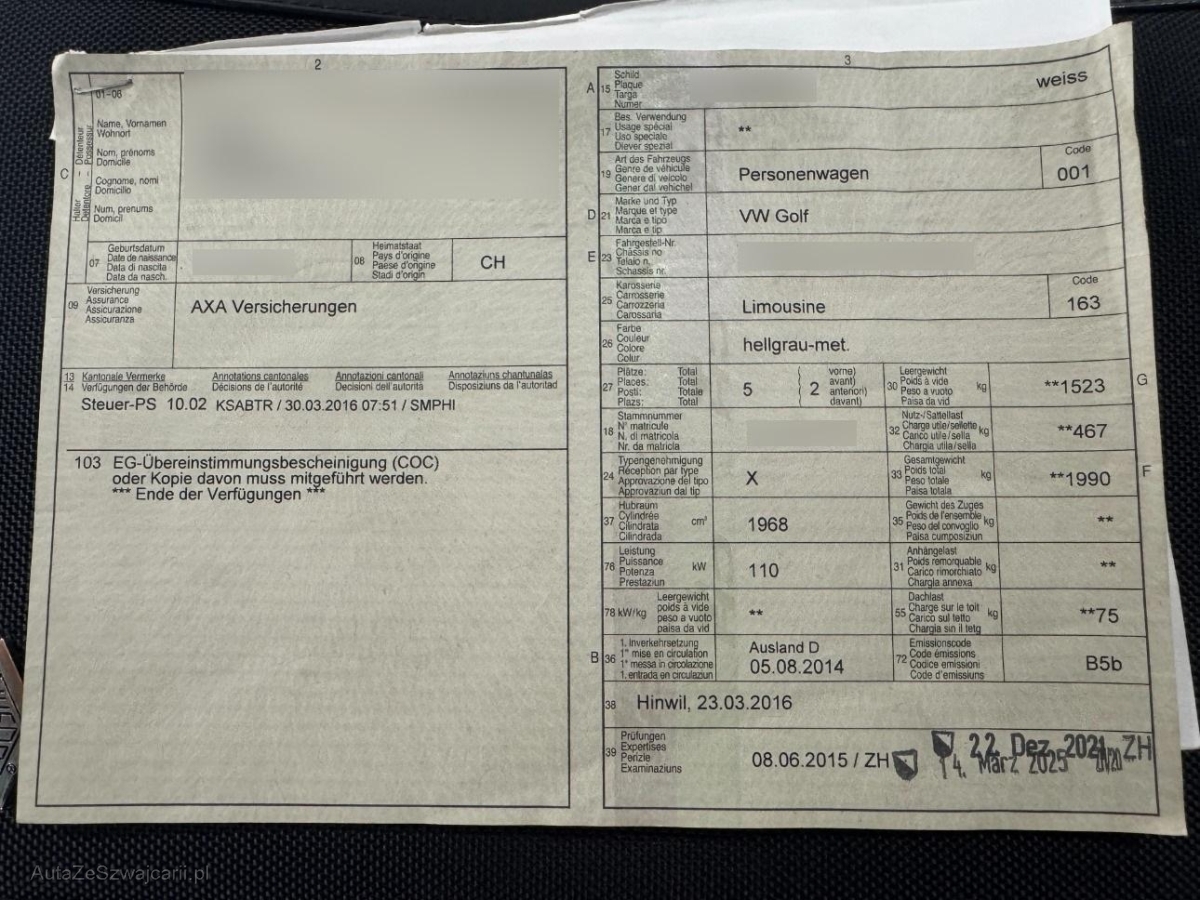 2
01-06
Name, Vornamen
Wohnort
Nom, prénoms
Domicile
Cognome, nomi
Domicilio
Num, prenums
Domicil
C
Halter – Détenteur
Detentore – Possessur
07
Geburtsdatum
Date de naissance
Data di nascita
Data da nasch.
08
Heimatstaat
Pays d'origine
Paese d'origine
Stadi d'origin
CH
09
Versicherung
Assurance
Assicurazione
Assicuranza
AXA Versicherungen
13 Kantonale Vermerke Annotations cantonales Annotazioni cantonali Annotaziuns chantunalas
14 Verfügungen der Behörde Décisions de l'autorité Decisioni dell'autorità Disposiziuns da l'autoritad
Steuer-PS 10.02 KSABTR / 30.03.2016 07:51 / SMPHI
103 EG-Übereinstimmungsbescheinigung (COC)
oder Kopie davon muss mitgeführt werden.
*** Ende der Verfügungen ***
3
A 15
Schild
Plaque
Targa
Numer
weiss
17
Bes. Verwendung
Usage spécial
Uso speciale
Diever spezial
**
19
Art des Fahrzeugs
Genre de véhicule
Genere di veicolo
Gener dal vehichel
Personenwagen
Code
001
D 21
Marke und Typ
Marque et type
Marca e tipo
Marca e tip
VW Golf
E 23
Fahrgestell-Nr.
Châssis no
Telaio n.
Schassis nr.
25
Karosserie
Carrosserie
Carrozzeria
Carossaria
Limousine
Code
163
26
Farbe
Couleur
Colore
Colur
hellgrau-met.
27
Plätze: Total
Places: Total
Posti: Totale
Plazs: Total
5
2
vorne)
avant)
anteriori)
davant)
30
Leergewicht
Poids à vide
Peso a vuoto
Paisa da vid
kg
**1523
G
18
Stammnummer
N° matricule
N. di matricola
Nr. da matricla
32
Nutz-/Sattellast
Charge utile/sellette
Carico utile/sella
Chargia utila/sella
kg
**467
24
Typengenehmigung
Réception par type
Approvazione del tipo
Approvaziun dal tip
X
33
Gesamtgewicht
Poids total
Peso totale
Paisa totala
kg
**1990
F
37
Hubraum
Cylindrée
Cilindrata
Cilindrada
cm³
1968
35
Gewicht des Zuges
Poids de l'ensemble
Peso del convoglio
Paisa cumposiziun
kg
**
76
Leistung
Puissance
Potenza
Prestaziun
kW
110
31
Anhängelast
Poids remorquable
Carico rimorchiato
Chargia annexa
kg
**
78 kW/kg
Leergewicht
poids à vide
peso a vuoto
paisa da vid
**
55
Dachlast
Charge sur le toit
Carico sul tetto
Chargia sin il tetg
kg
**75
B 36
1. Inverkehrsetzung
1re mise en circulation
1a messa in circolazione
1. entrada en circulaziun
Ausland D
05.08.2014
72
Emissionscode
Code émissions
Codice emissioni
Code d'emissiuns
B5b
38
Hinwil, 23.03.2016
39
Prüfungen
Expertises
Perizie
Examinaziuns
08.06.2015 / ZH
22. Dez. 2021 ZH
4. März 2025
AutaZeSzwajcarii.pl